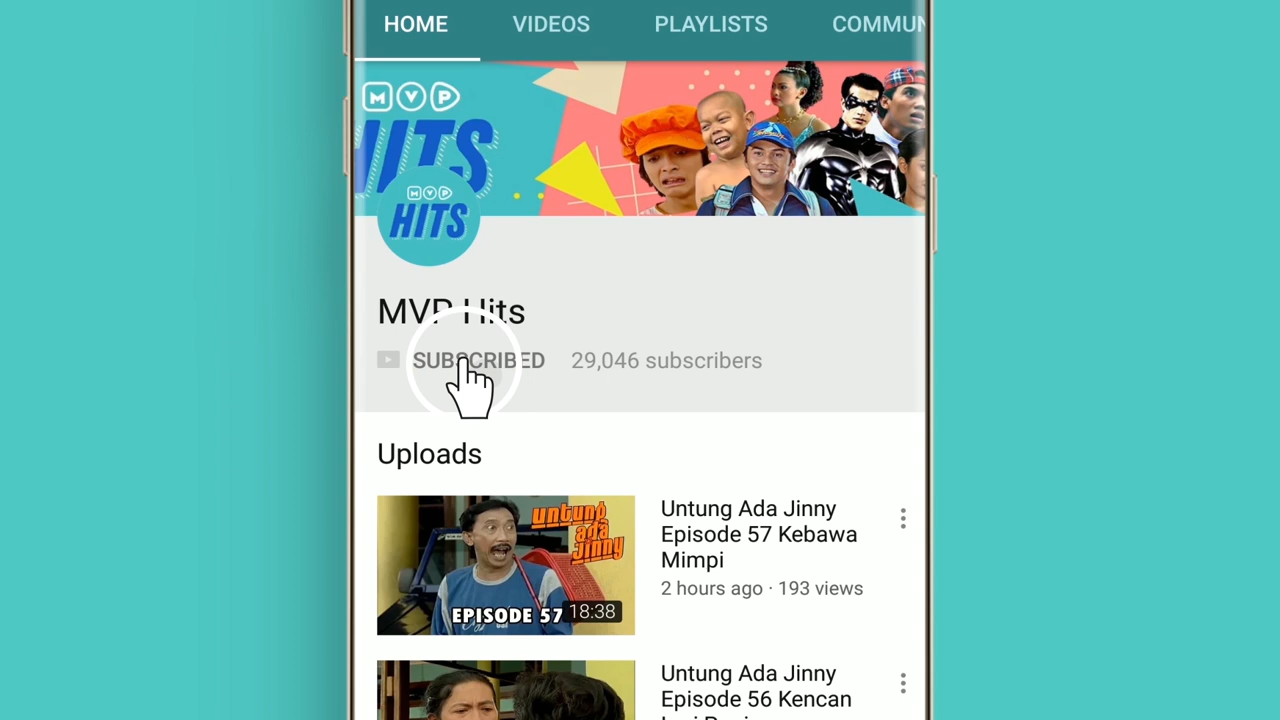 HOME VIDEOS PLAYLISTS COMMUN
MVP
HITS
MVP
HITS
MVP Hits
SUBSCRIBED 29,046 subscribers
Uploads
untung
ada
jinny
EPISODE 57
18:38
Untung Ada Jinny
Episode 57 Kebawa
Mimpi
2 hours ago · 193 views
Untung Ada Jinny
Episode 56 Kencan